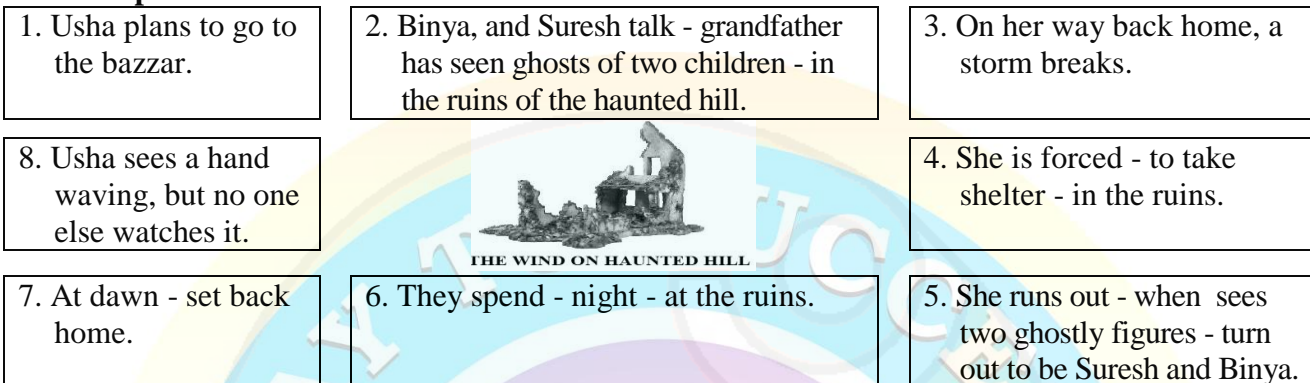 1. Usha plans to go to
the bazzar.
2. Binya, and Suresh talk - grandfather
has seen ghosts of two children - in
the ruins of the haunted hill.
3. On her way back home, a
storm breaks.
4. She is forced - to take
shelter - in the ruins.
5. She runs out - when sees
two ghostly figures - turn
out to be Suresh and Binya.
6. They spend - night - at the ruins.
7. At dawn - set back
home.
8. Usha sees a hand
waving, but no one
else watches it.
THE WIND ON HAUNTED HILL